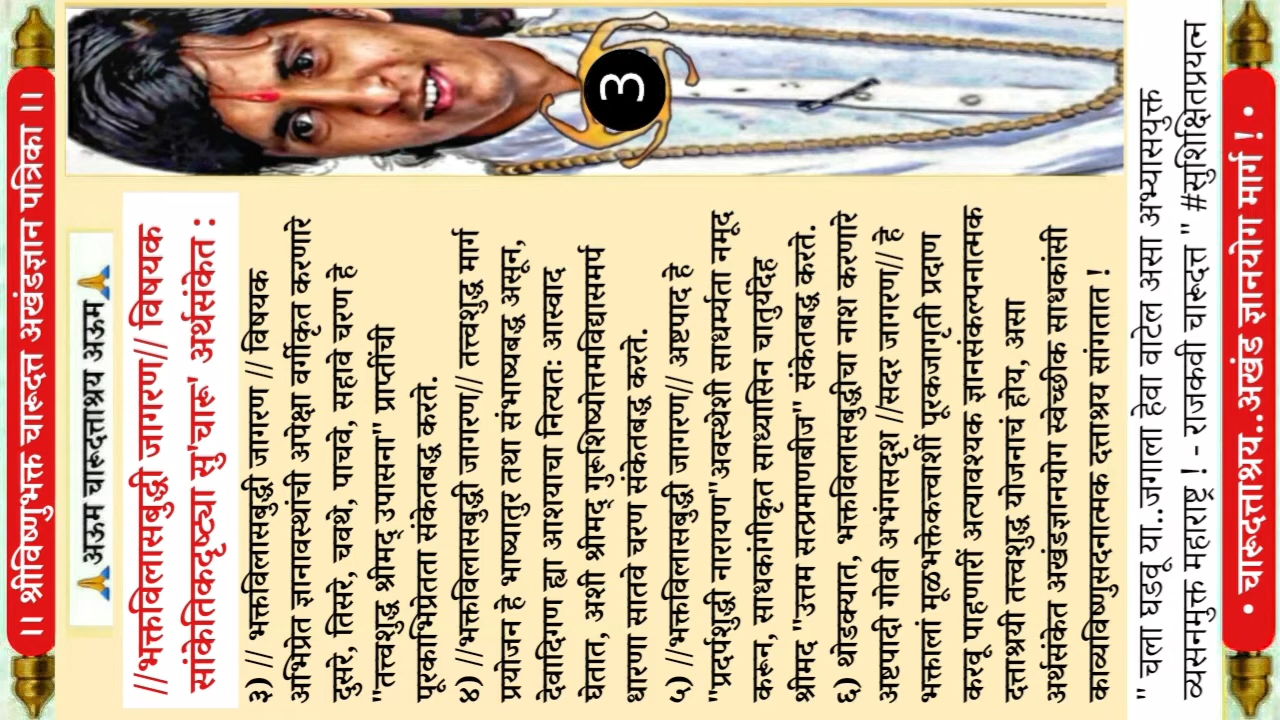 ।। श्रीविष्णुभक्त चारूदत्त अखंडज्ञान पत्रिका ।।
🙏 अऊम चारूदत्ताश्रय अऊम 🙏
//भक्तविलासबुद्धी जागरण// विषयक
सांकेतिकदृष्ट्या सु'चारू' अर्थसंकेत :
३) // भक्तविलासबुद्धी जागरण // विषयक
अभिप्रेत ज्ञानावस्थांची अपेक्षा वर्गीकृत करणारे
दुसरे, तिसरे, चवथे, पाचवे, सहावे चरण हे
"तत्त्वशुद्ध श्रीमद् उपासना" प्राप्तींची
पूरकाभिप्रेतता संकेतबद्ध करते.
४) //भक्तविलासबुद्धी जागरण// तत्त्वशुद्ध मार्ग
प्रयोजन हे भाष्यातुर तथा संभाष्यबद्ध असून,
देवादिगण ह्या आशयाचा नित्यतः आस्वाद
घेतात, अशी श्रीमद् गुरूशिष्योत्तमविद्यासमर्प
धारणा सातवे चरण संकेतबद्ध करते.
५) //भक्तविलासबुद्धी जागरण// अष्टपाद हे
"प्रदर्पशुद्धी नारायण"अवस्थेशी साधर्म्यता नमूद
करून, साधकांगीकृत साध्यासिन चातुर्यदेह
श्रीमद "उत्तम सत्प्रमाणबीज" संकेतबद्ध करते.
६) थोडक्यात, भक्तविलासबुद्धीचा नाश करणारे
अष्टपादी गोवी अभंगसदृश //सदर जागरण// हे
भक्तालां मूळभक्तेकत्त्वाशीं पूरकजागृती प्रदाण
करवू पाहणारीं अत्यावश्यक ज्ञानसंकल्पनात्मक
दत्ताश्रयी तत्त्वशुद्ध योजनाचं होय, असा
अर्थसंकेत अखंडज्ञानयोग स्वेच्छीक साधकांसी
काव्यविष्णुसदनात्मक दत्ताश्रय सांगतात !
3
" चला घडवू या..जगाला हेवा वाटेल असा अभ्यासयुक्त
व्यसनमुक्त महाराष्ट्र ! - राजकवी चारूदत्त " #सुशिक्षितप्रयत्न
• चारूदत्ताश्रय..अखंड ज्ञानयोग मार्ग ! •